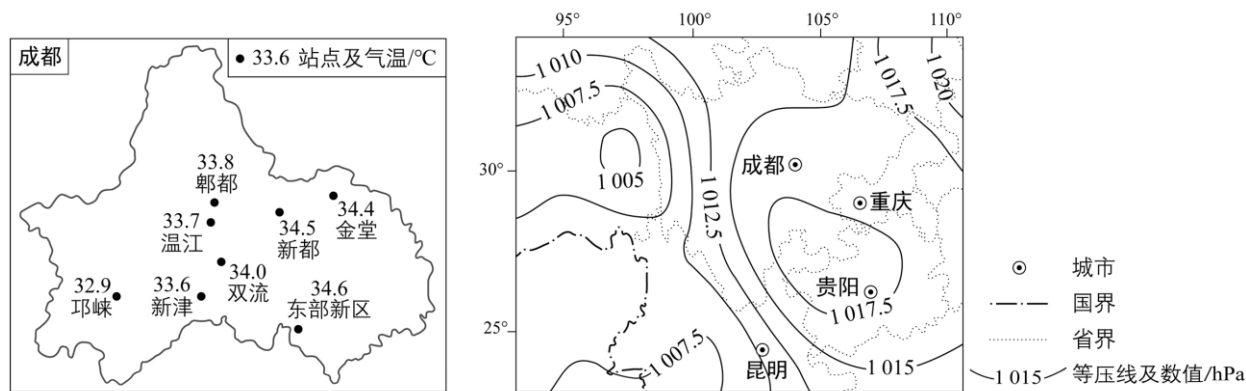 成都
33.6 站点及气温/℃
33.8
郫都
33.7
温江
34.5
新都
34.4
金堂
32.9
邛崃
33.6
新津
34.0
双流
34.6
东部新区
95°
100°
105°
110°
30°
25°
1 010
1 007.5
1 005
1 012.5
1 017.5
1 020
成都
重庆
贵阳
1 017.5
1 007.5
昆明
1 015
城市
国界
省界
1 015 等压线及数值/hPa